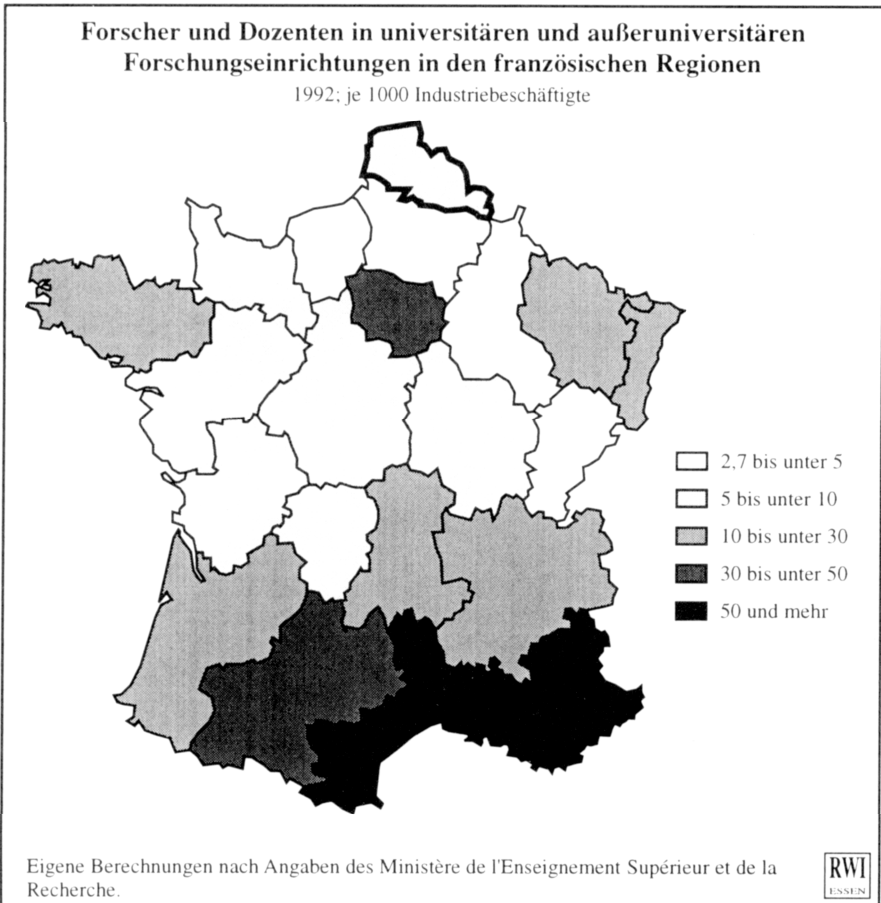 Forscher und Dozenten in universitären und außeruniversitären
Forschungseinrichtungen in den französischen Regionen
1992; je 1000 Industriebeschäftigte
2,7 bis unter 5
5 bis unter 10
10 bis unter 30
30 bis unter 50
50 und mehr
Eigene Berechnungen nach Angaben des Ministère de l'Enseignement Supérieur et de la
Recherche.
RWI
ESSEN